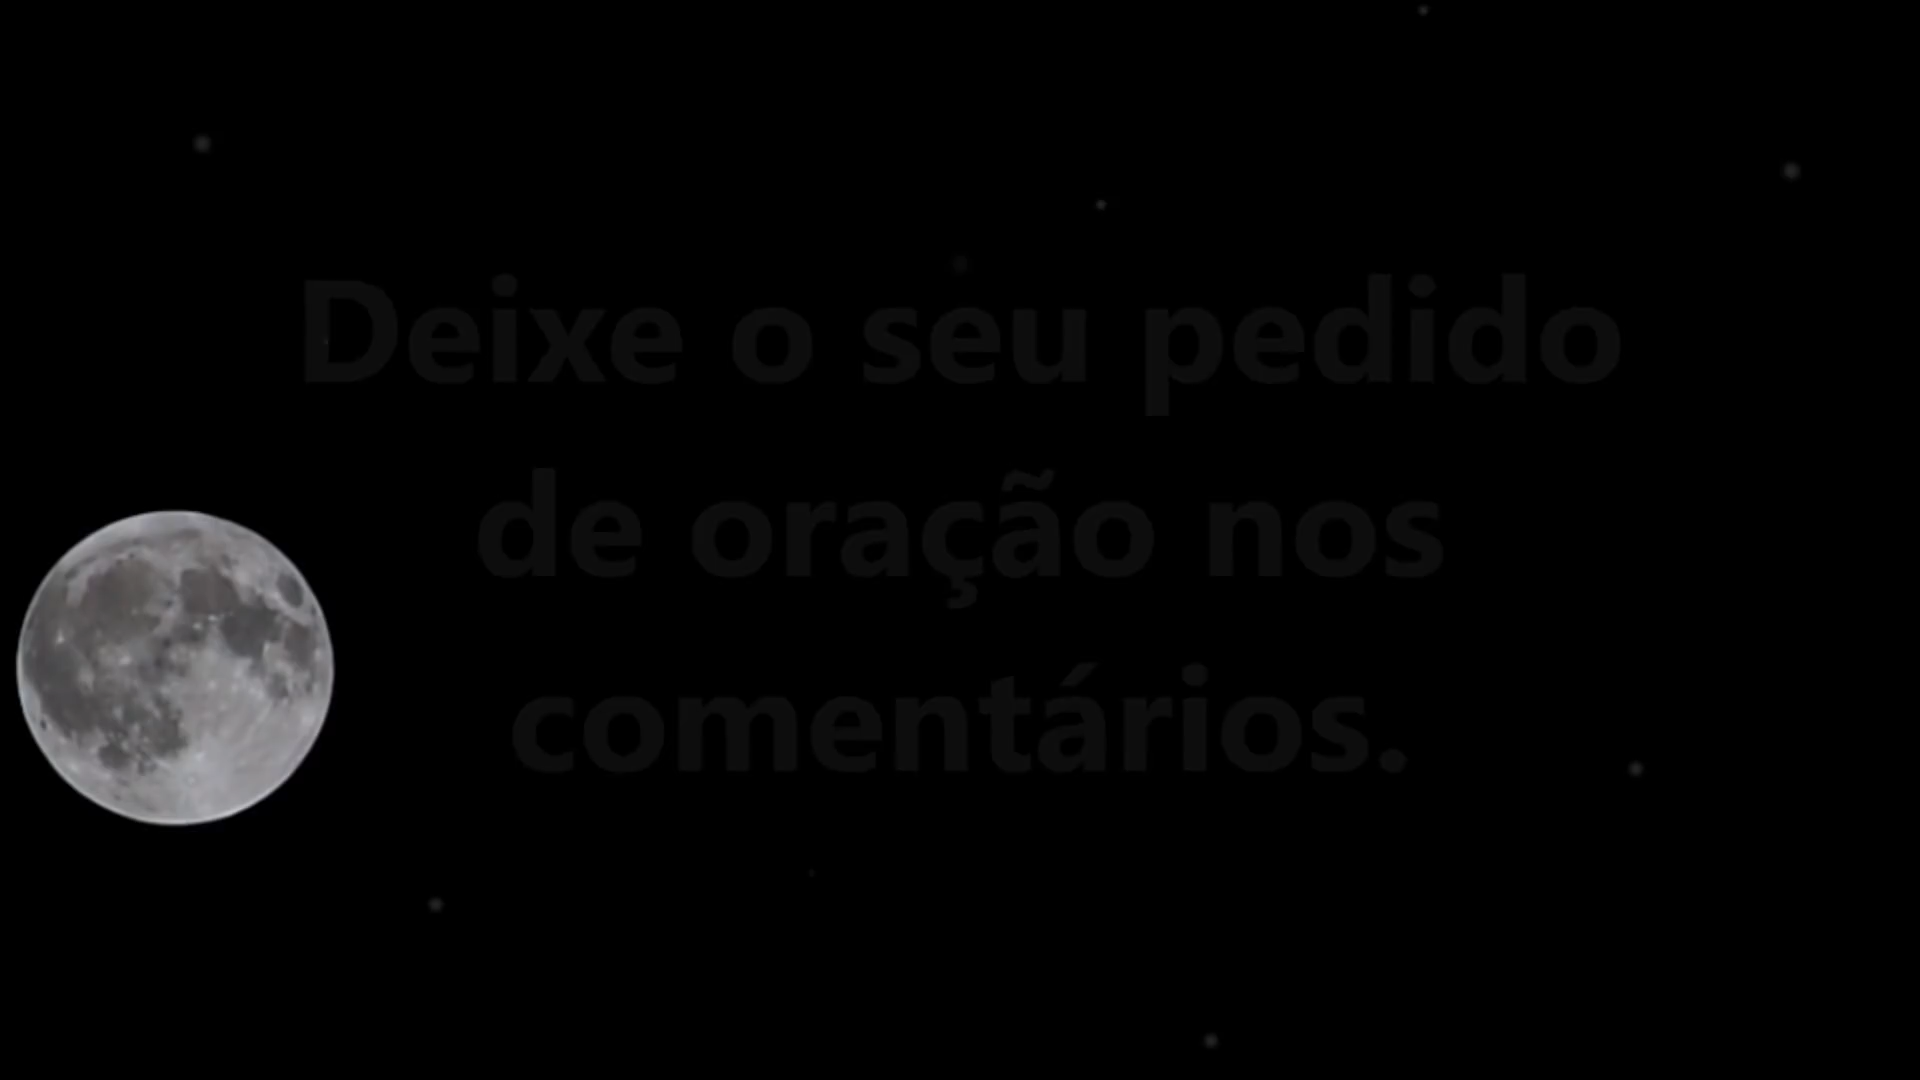 Deixe o seu pedido
de oração nos
comentários.